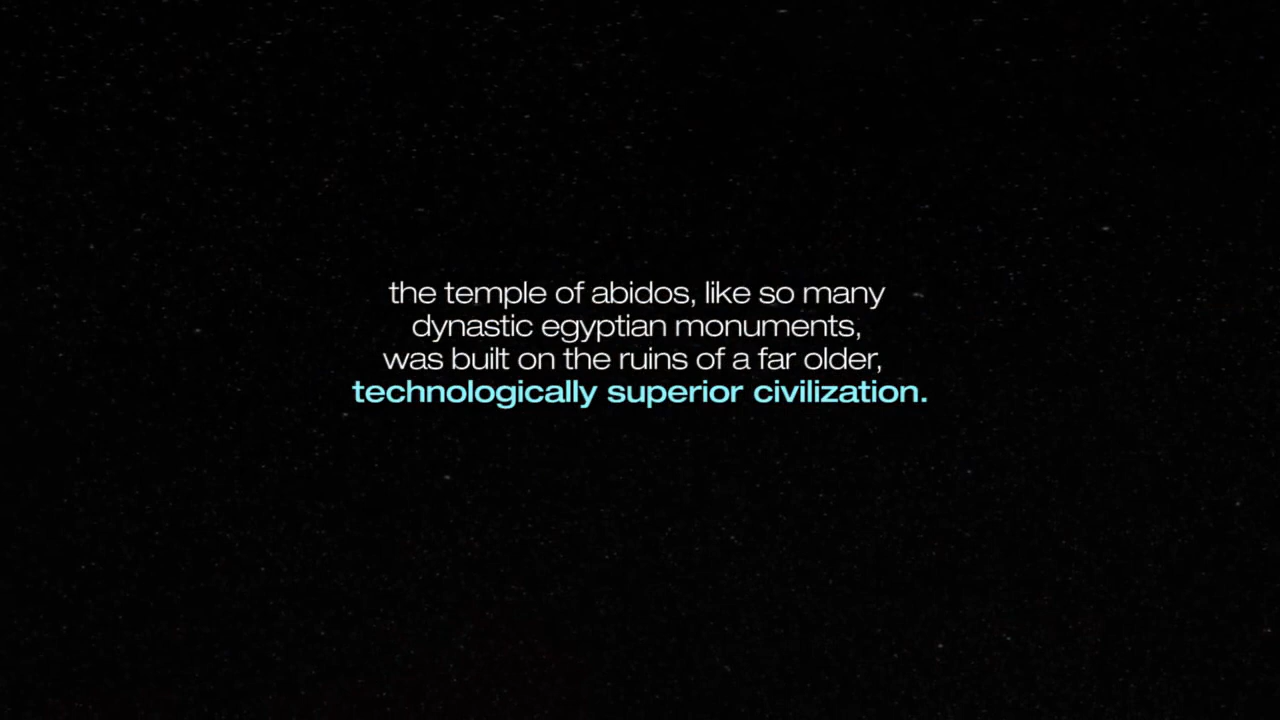 the temple of abidos, like so many
dynastic egyptian monuments,
was built on the ruins of a far older,
technologically superior civilization.